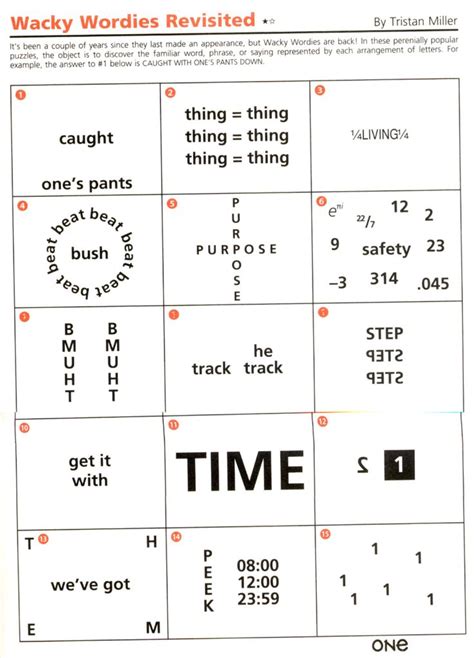 Wacky Wordies Revisited
By Tristan Miller
It's been a couple of years since they last made an appearance, but Wacky Wordies are back! In these perenially popular
puzzles, the object is to discover the familiar word, phrase, or saying represented by each arrangement of letters. For
example, the answer to #1 below is CAUGHT WITH ONE'S PANTS DOWN.
1
caught
one's pants
2
thing = thing
thing = thing
thing = thing
3
¼LIVING¼
4
beat beat beat beat beat beat beat
bush
5
P
U
R
PURPOSE
O
S
E
6
e^πi 22/7 12 2
9 safety 23
-3 314 .045
B B
M M
U U
H H
T T
he
track track
STEP
STEP
STEP
10
get it
with
11
TIME
12
2 1
13
T H
we've got
E M
14
PEEK
08:00
12:00
23:59
15
1
1
1
1
1
1
ONE